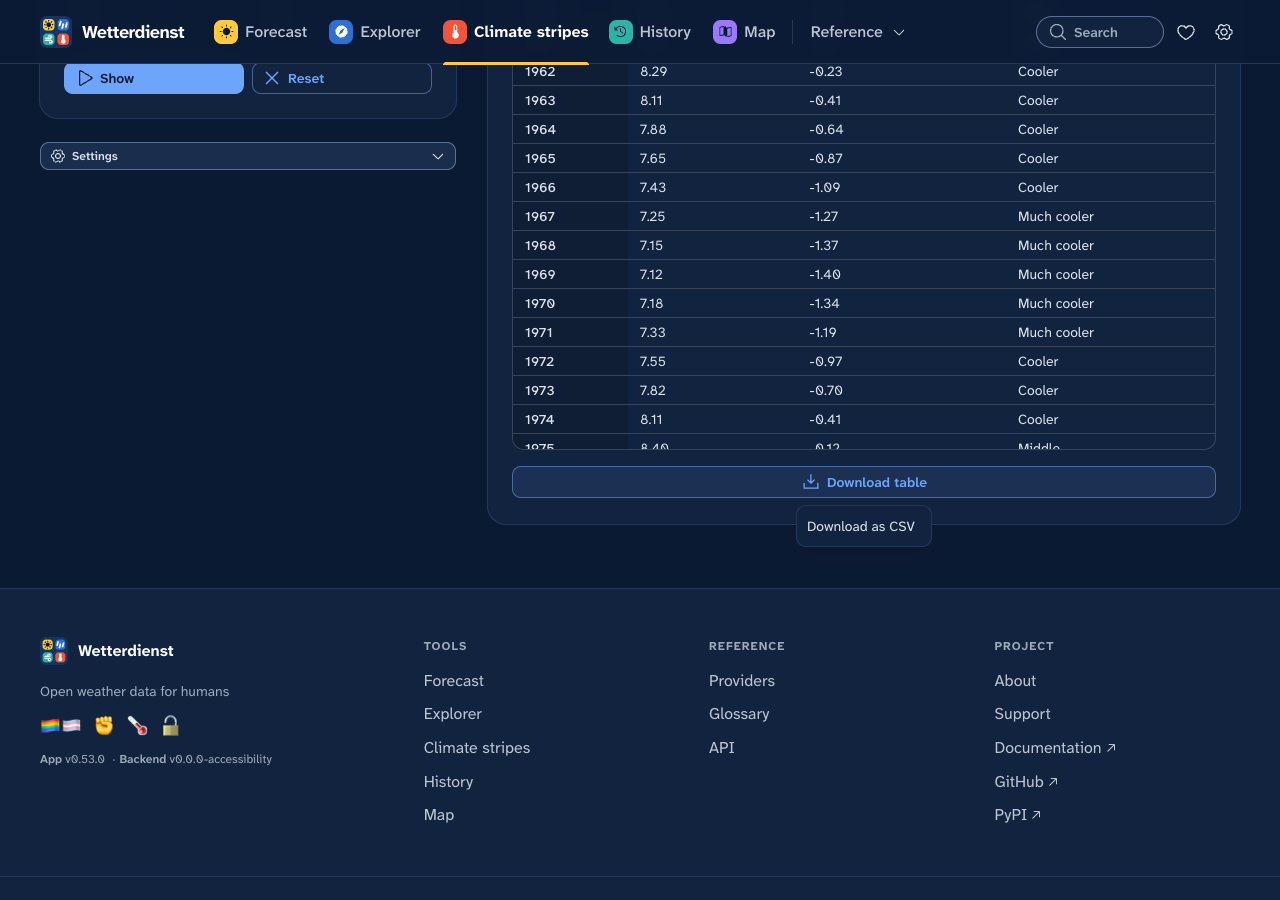 Wetterdienst Forecast Explorer Climate stripes History Map Reference Search
Show Reset
Settings
1962 8.29 -0.23 Cooler
1963 8.11 -0.41 Cooler
1964 7.88 -0.64 Cooler
1965 7.65 -0.87 Cooler
1966 7.43 -1.09 Cooler
1967 7.25 -1.27 Much cooler
1968 7.15 -1.37 Much cooler
1969 7.12 -1.40 Much cooler
1970 7.18 -1.34 Much cooler
1971 7.33 -1.19 Much cooler
1972 7.55 -0.97 Cooler
1973 7.82 -0.70 Cooler
1974 8.11 -0.41 Cooler
1975 8.40 -0.12 Middle
Download table
Download as CSV
Wetterdienst
Open weather data for humans
App v0.53.0 · Backend v0.0.0-accessibility
TOOLS
Forecast
Explorer
Climate stripes
History
Map
REFERENCE
Providers
Glossary
API
PROJECT
About
Support
Documentation ↗
GitHub ↗
PyPI ↗